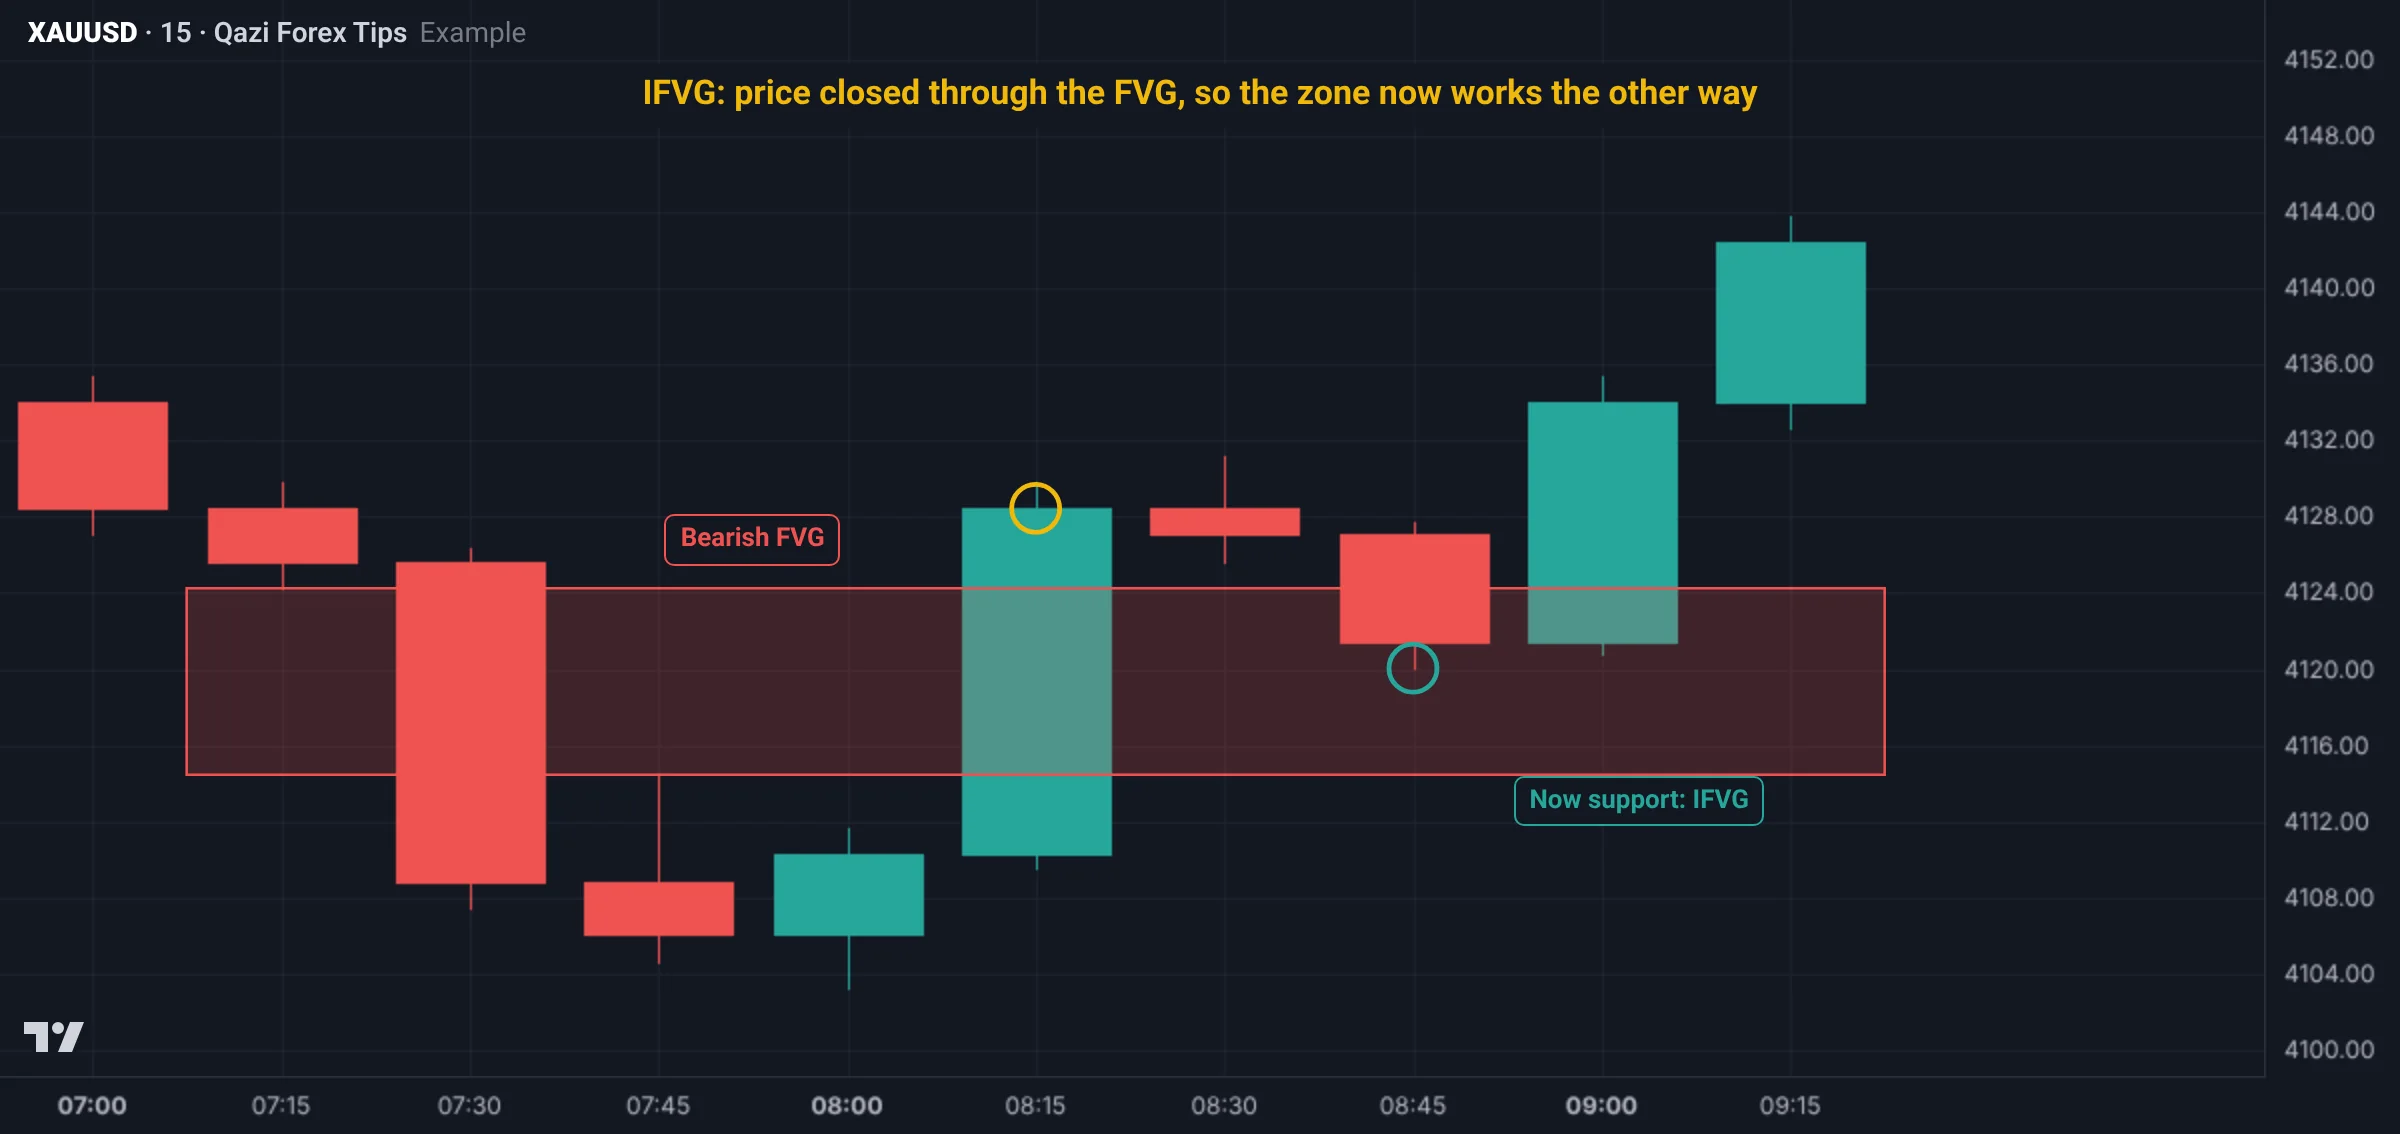 XAUUSD · 15 · Qazi Forex Tips Example
IFVG: price closed through the FVG, so the zone now works the other way
4152.00
4148.00
4144.00
4140.00
4136.00
4132.00
4128.00
4124.00
4120.00
4116.00
4112.00
4108.00
4104.00
4100.00
Bearish FVG
Now support: IFVG
07:00 07:15 07:30 07:45 08:00 08:15 08:30 08:45 09:00 09:15